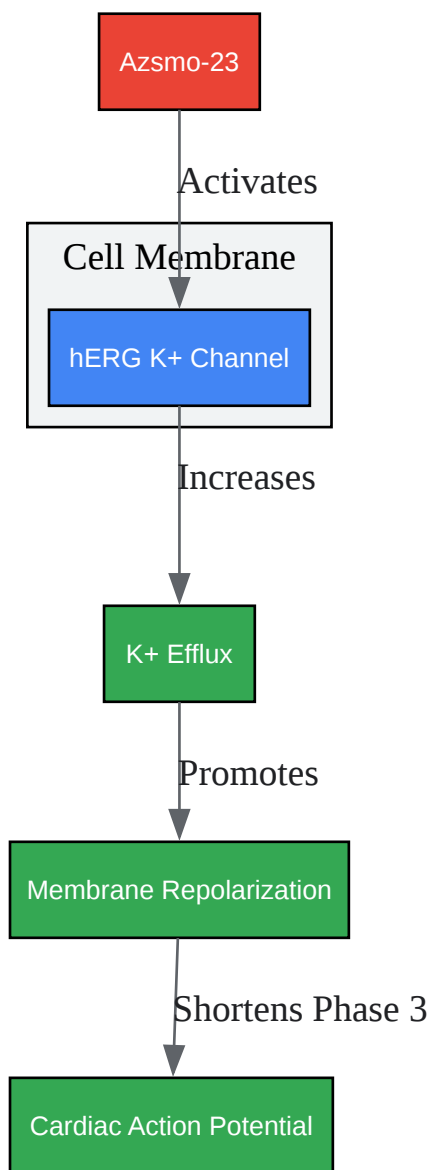 Azsmo-23
Activates
Cell Membrane
hERG K+ Channel
Increases
K+ Efflux
Promotes
Membrane Repolarization
Shortens Phase 3
Cardiac Action Potential